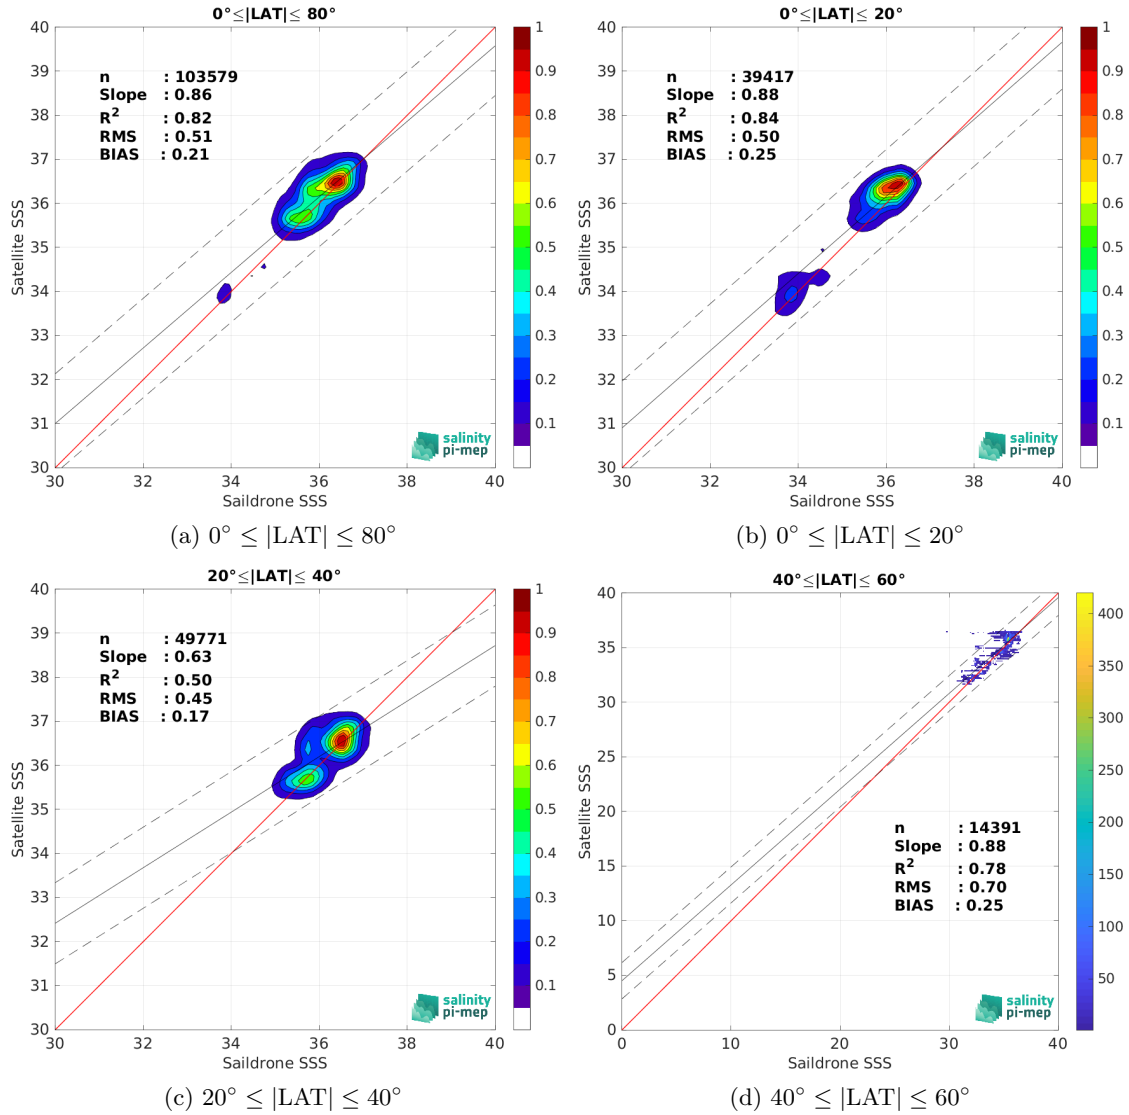 0°≤|LAT|≤ 80°
n : 103579
Slope : 0.86
R² : 0.82
RMS : 0.51
BIAS : 0.21
Satellite SSS
40
39
38
37
36
35
34
33
32
31
30
30 32 34 36 38 40
Saildrone SSS
1
0.9
0.8
0.7
0.6
0.5
0.4
0.3
0.2
0.1
salinity
pi-mep
(a) 0° ≤ |LAT| ≤ 80°
0°≤|LAT|≤ 20°
n : 39417
Slope : 0.88
R² : 0.84
RMS : 0.50
BIAS : 0.25
Satellite SSS
40
39
38
37
36
35
34
33
32
31
30
30 32 34 36 38 40
Saildrone SSS
1
0.9
0.8
0.7
0.6
0.5
0.4
0.3
0.2
0.1
salinity
pi-mep
(b) 0° ≤ |LAT| ≤ 20°
20°≤|LAT|≤ 40°
n : 49771
Slope : 0.63
R² : 0.50
RMS : 0.45
BIAS : 0.17
Satellite SSS
40
39
38
37
36
35
34
33
32
31
30
30 32 34 36 38 40
Saildrone SSS
1
0.9
0.8
0.7
0.6
0.5
0.4
0.3
0.2
0.1
salinity
pi-mep
(c) 20° ≤ |LAT| ≤ 40°
40°≤|LAT|≤ 60°
n : 14391
Slope : 0.88
R² : 0.78
RMS : 0.70
BIAS : 0.25
Satellite SSS
40
35
30
25
20
15
10
5
0
0 10 20 30 40
Saildrone SSS
400
350
300
250
200
150
100
50
salinity
pi-mep
(d) 40° ≤ |LAT| ≤ 60°